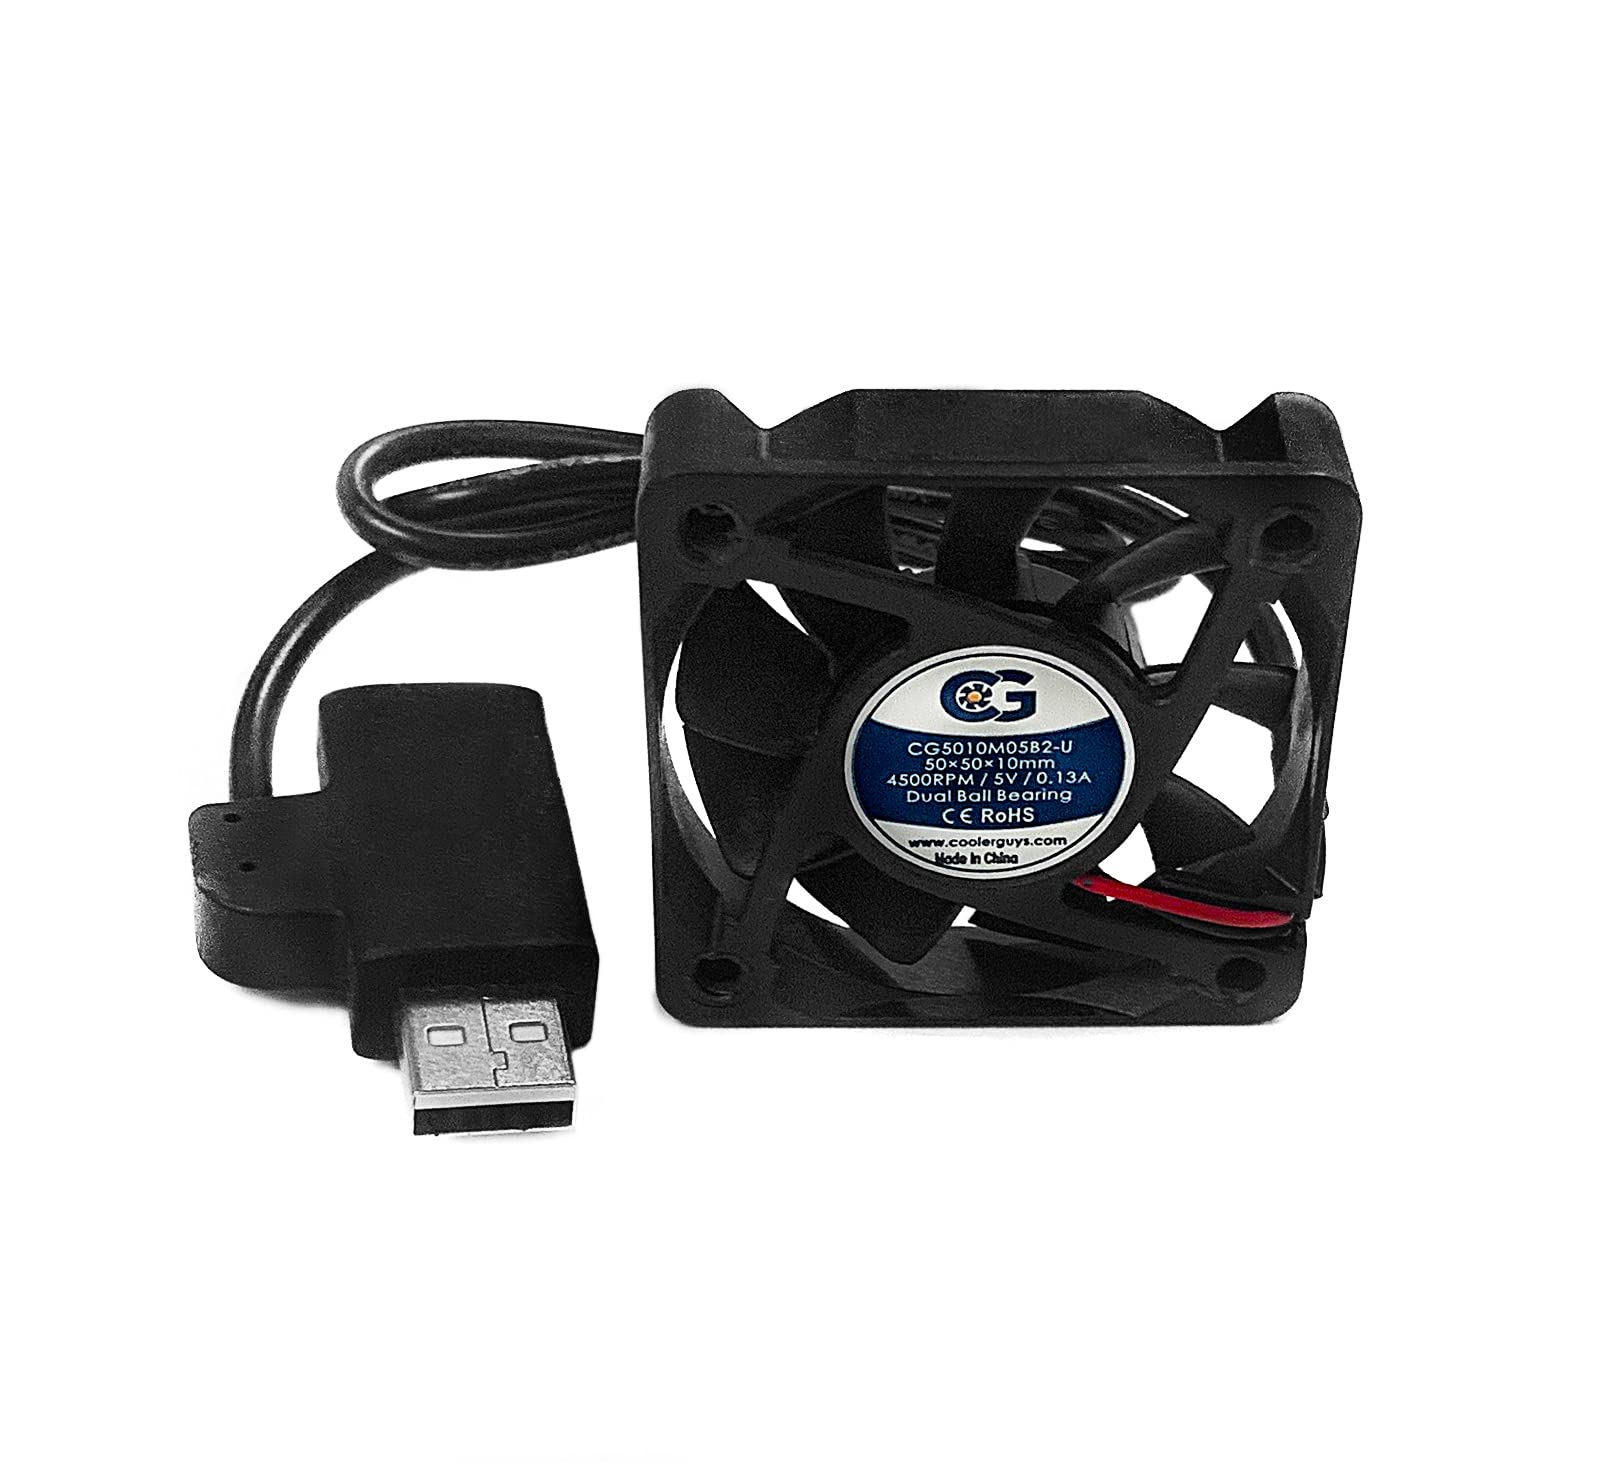 CG
CG5010M05B2-U
50×50×10mm
4500RPM / 5V / 0.13A
Dual Ball Bearing
CE RoHS
www.coolerguys.com
Made In China